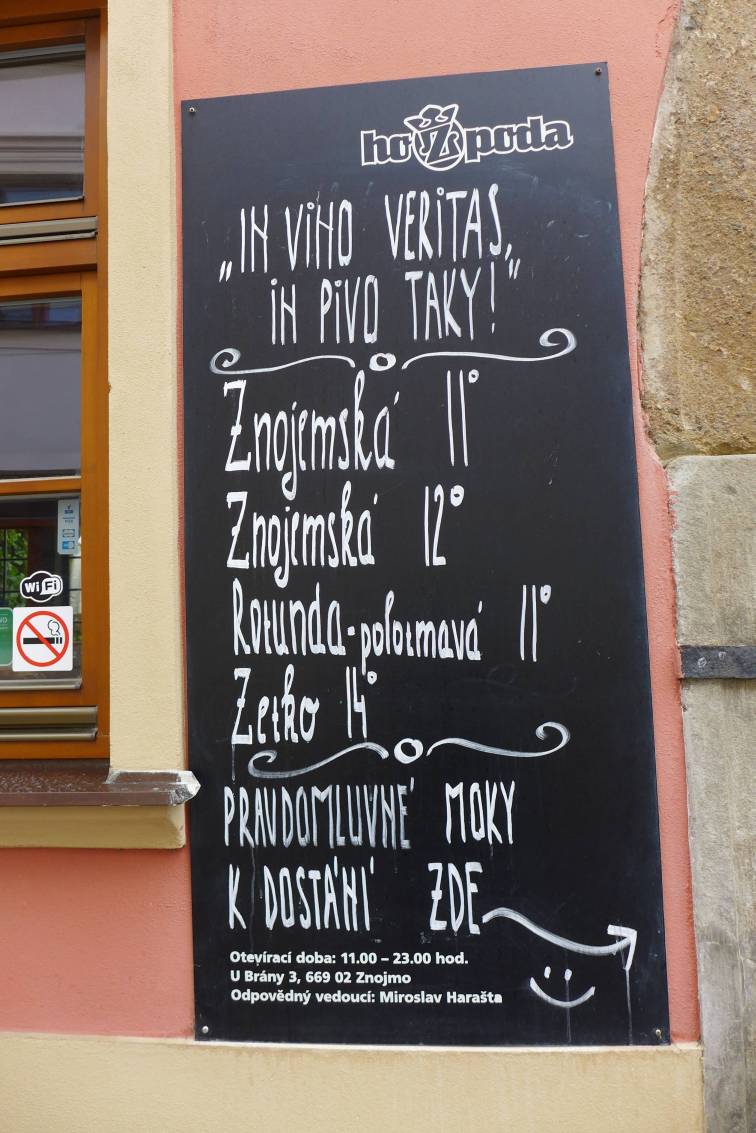 hoZpoda
„IN VINO VERITAS,
IN PIVO TAKY!"
Znojemská 11°
Znojemská 12°
Rotunda - polotmavá 11°
Zetko 14°
PRAVDOMLUVNÉ MOKY
K DOSTÁNÍ ZDE
Otevírací doba: 11.00 – 23.00 hod.
U Brány 3, 669 02 Znojmo
Odpovědný vedoucí: Miroslav Harašta
WiFi